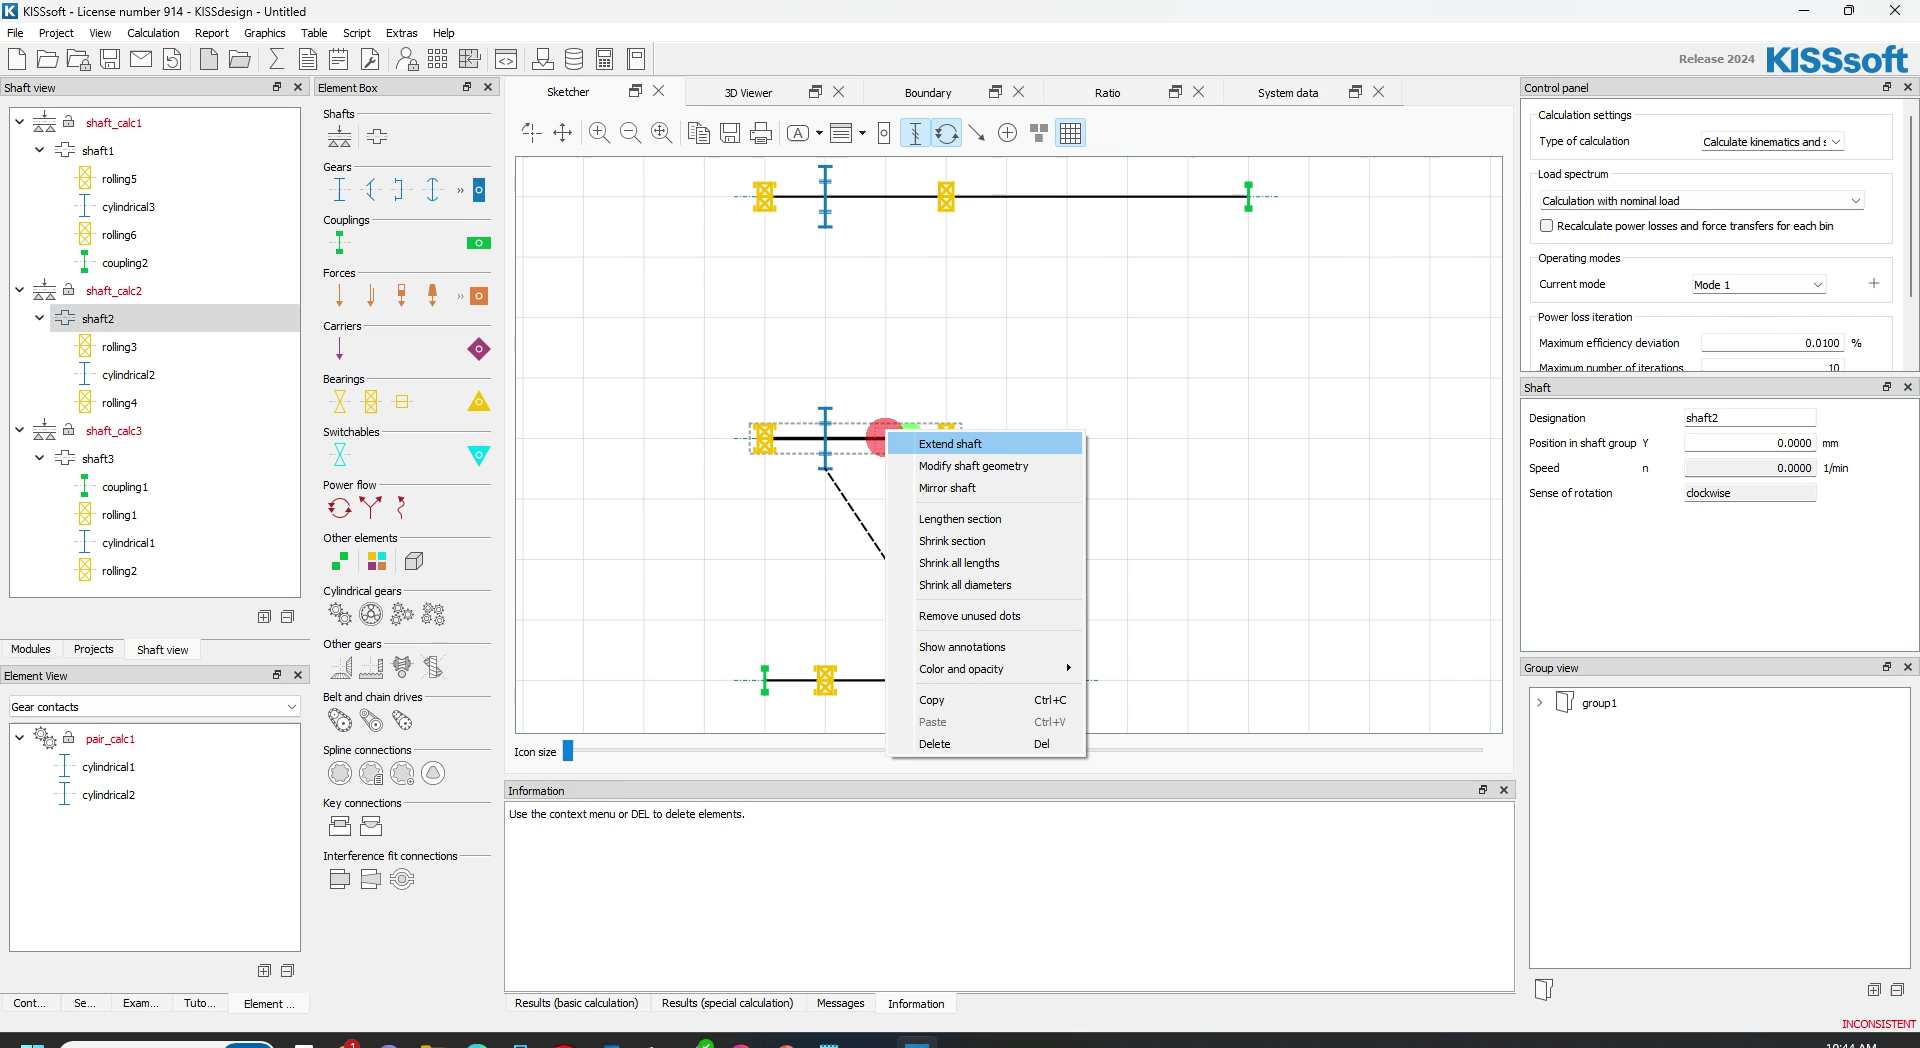 KISSsoft - License number 914 - KISSdesign - Untitled
File Project View Calculation Report Graphics Table Script Extras Help
Release 2024 KISSsoft
Shaft view
shaft_calc1
shaft1
rolling5
cylindrical3
rolling6
coupling2
shaft_calc2
shaft2
rolling3
cylindrical2
rolling4
shaft_calc3
shaft3
coupling1
rolling1
cylindrical1
rolling2
Modules Projects Shaft view
Element View
Gear contacts
pair_calc1
cylindrical1
cylindrical2
Cont... Se... Exam... Tuto... Element ...
Element Box
Shafts
Gears
»
Couplings
Forces
»
Carriers
Bearings
Switchables
Power flow
Other elements
Cylindrical gears
Other gears
Belt and chain drives
Spline connections
Key connections
Interference fit connections
Sketcher 3D Viewer Boundary Ratio System data
A
Extend shaft
Modify shaft geometry
Mirror shaft
Lengthen section
Shrink section
Shrink all lengths
Shrink all diameters
Remove unused dots
Show annotations
Color and opacity
Copy Ctrl+C
Paste Ctrl+V
Delete Del
Icon size
Information
Use the context menu or DEL to delete elements.
Results (basic calculation) Results (special calculation) Messages Information
Control panel
Calculation settings
Type of calculation Calculate kinematics and s
Load spectrum
Calculation with nominal load
Recalculate power losses and force transfers for each bin
Operating modes
Current mode Mode 1
Power loss iteration
Maximum efficiency deviation 0.0100 %
Maximum number of iterations 10
Shaft
Designation shaft2
Position in shaft group Y 0.0000 mm
Speed n 0.0000 1/min
Sense of rotation clockwise
Group view
group1
INCONSISTENT
1
10:44 AM